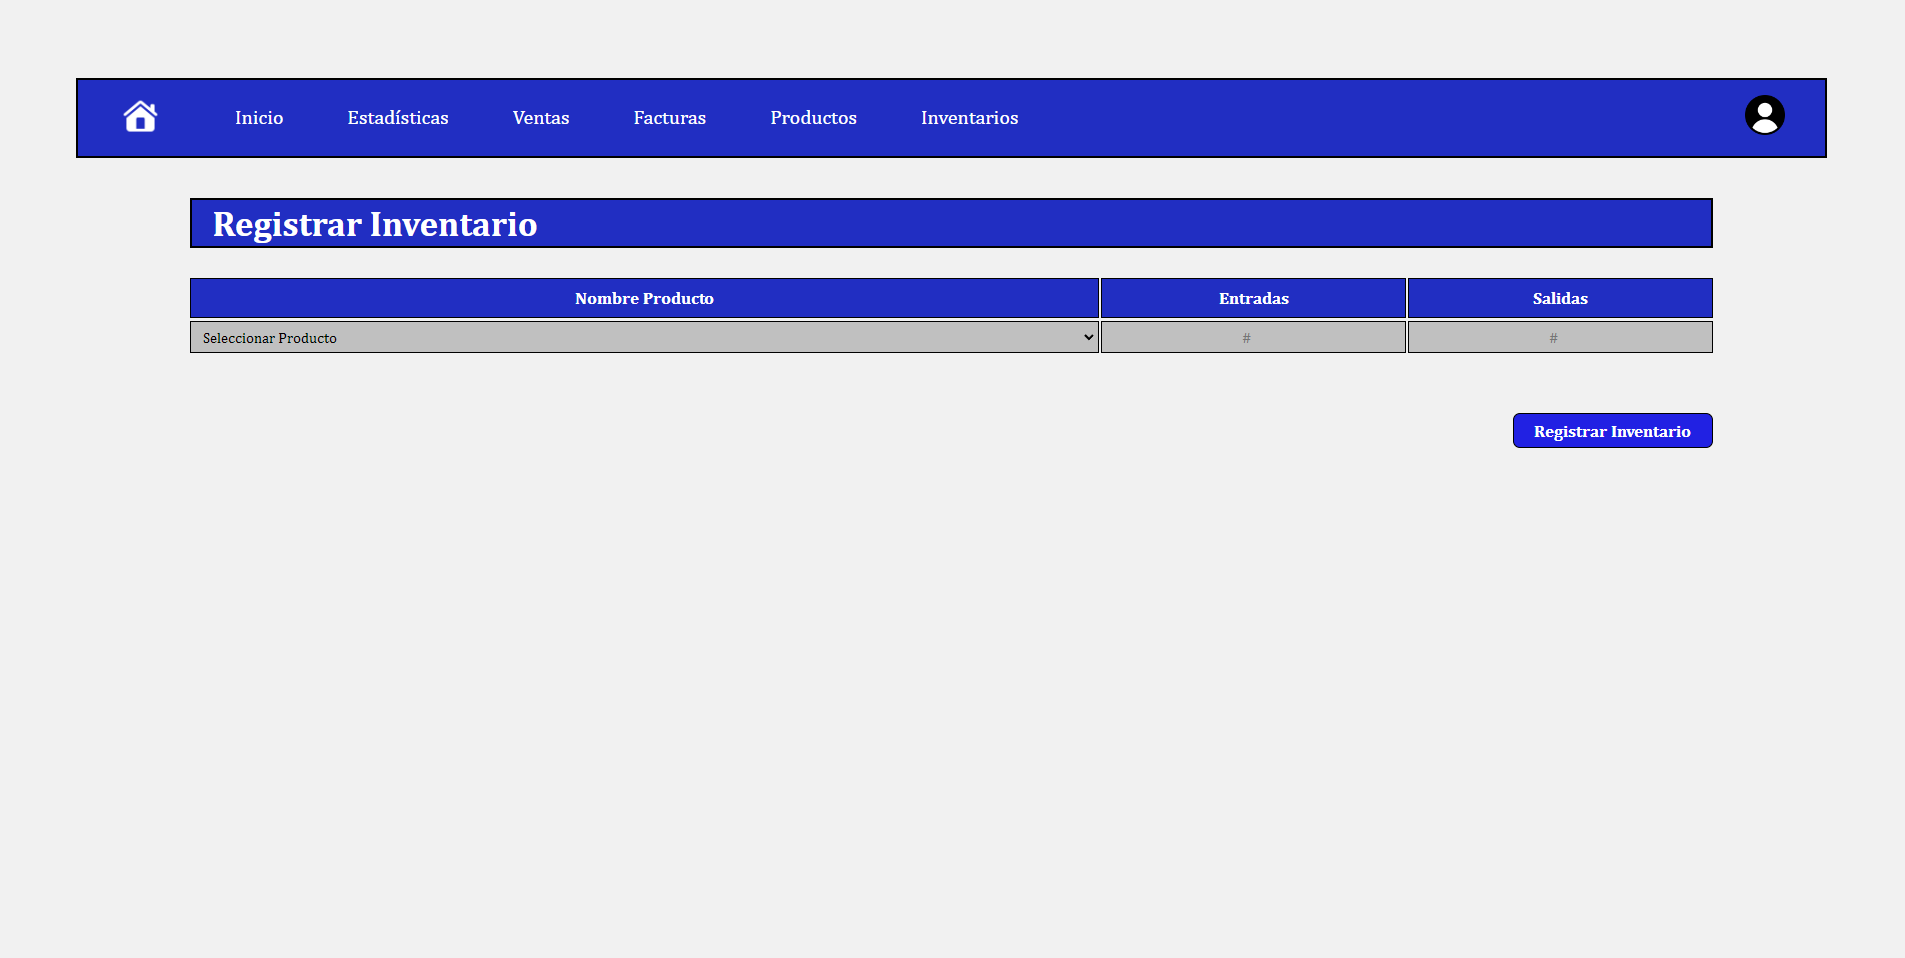 Inicio Estadísticas Ventas Facturas Productos Inventarios
Registrar Inventario
Nombre Producto Entradas Salidas
Seleccionar Producto # #
Registrar Inventario